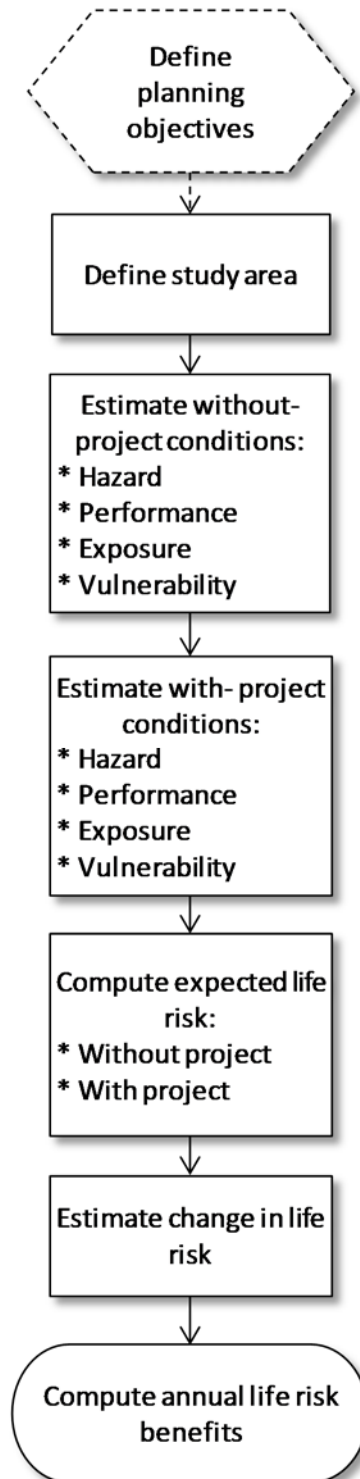 Define
planning
objectives
Define study area
Estimate without-
project conditions:
* Hazard
* Performance
* Exposure
* Vulnerability
Estimate with- project
conditions:
* Hazard
* Performance
* Exposure
* Vulnerability
Compute expected life
risk:
* Without project
* With project
Estimate change in life
risk
Compute annual life risk
benefits